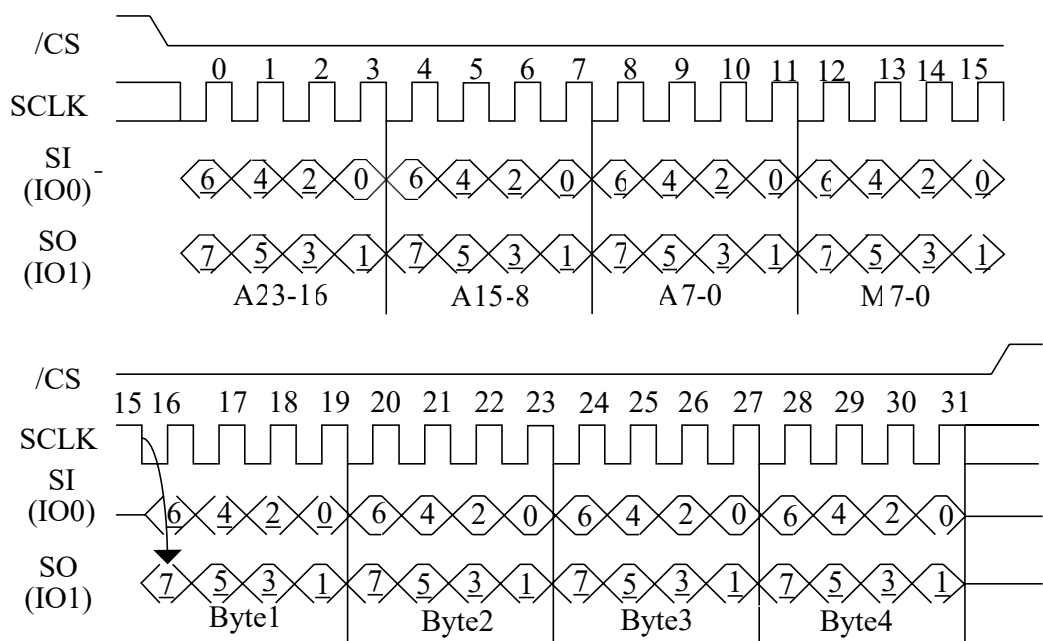 /CS
0 1 2 3 4 5 6 7 8 9 10 11 12 13 14 15
SCLK
SI
(IO0)
6 4 2 0 6 4 2 0 6 4 2 0 6 4 2 0
SO
(IO1)
7 5 3 1 7 5 3 1 7 5 3 1 7 5 3 1
A23-16 A15-8 A7-0 M7-0
/CS
15 16 17 18 19 20 21 22 23 24 25 26 27 28 29 30 31
SCLK
SI
(IO0)
6 4 2 0 6 4 2 0 6 4 2 0 6 4 2 0
SO
(IO1)
7 5 3 1 7 5 3 1 7 5 3 1 7 5 3 1
Byte1 Byte2 Byte3 Byte4